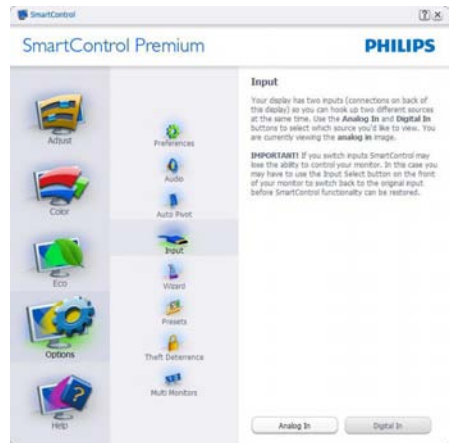 SmartControl
SmartControl Premium
PHILIPS
Adjust
Color
Eco
Options
Help
Preferences
Audio
Auto Pivot
Input
Wizard
Presets
Theft Deterrence
Multi Monitors
Input
Your display has two inputs (connections on back of
this display) so you can hook up two different sources
at the same time. Use the Analog In and Digital In
buttons to select which source you'd like to view. You
are currently viewing the analog in image.
IMPORTANT! If you switch inputs SmartControl may
lose the ability to control your monitor. In this case you
may have to use the Input Select button on the front
of your monitor to switch back to the original input
before SmartControl functionality can be restored.
Analog In
Digital In